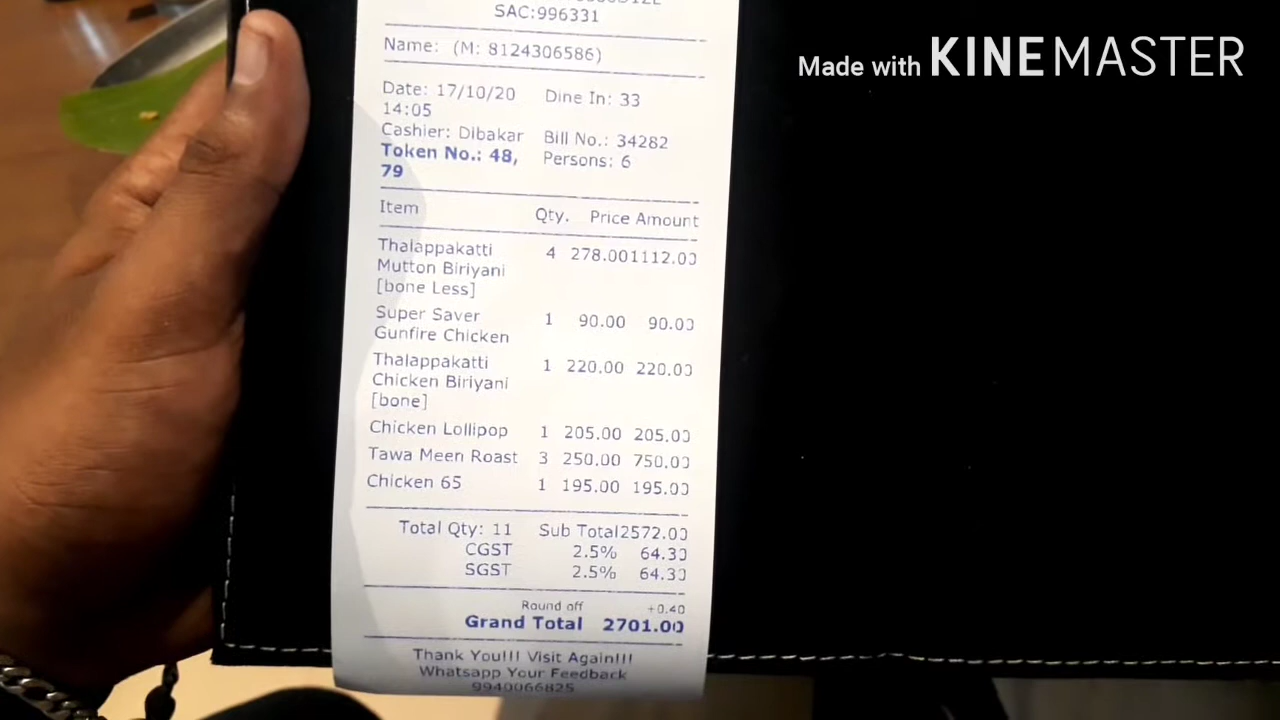 SAC:996331
Made with KINEMASTER
Name: (M: 8124306586)
Date: 17/10/20 Dine In: 33
14:05
Cashier: Dibakar Bill No.: 34282
Token No.: 48, Persons: 6
79
Item Qty. Price Amount
Thalappakatti 4 278.001112.00
Mutton Biriyani
[bone Less]
Super Saver 1 90.00 90.00
Gunfire Chicken
Thalappakatti 1 220.00 220.00
Chicken Biriyani
[bone]
Chicken Lollipop 1 205.00 205.00
Tawa Meen Roast 3 250.00 750.00
Chicken 65 1 195.00 195.00
Total Qty: 11 Sub Total2572.00
CGST 2.5% 64.30
SGST 2.5% 64.30
Round off +0.40
Grand Total 2701.00
Thank You!!! Visit Again!!!
Whatsapp Your Feedback
9940066825